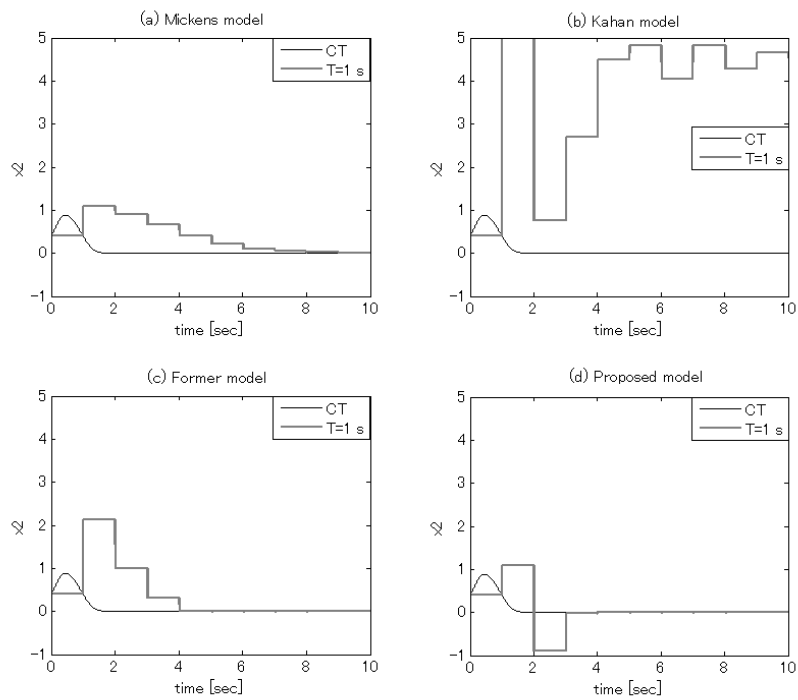 (a) Mickens model
5
4
3
2
1
0
-1
x2
CT
T=1 s
0 2 4 6 8 10
time [sec]
(b) Kahan model
5
4
3
2
1
0
-1
x2
CT
T=1 s
0 2 4 6 8 10
time [sec]
(c) Former model
5
4
3
2
1
0
-1
x2
CT
T=1 s
0 2 4 6 8 10
time [sec]
(d) Proposed model
5
4
3
2
1
0
-1
x2
CT
T=1 s
0 2 4 6 8 10
time [sec]